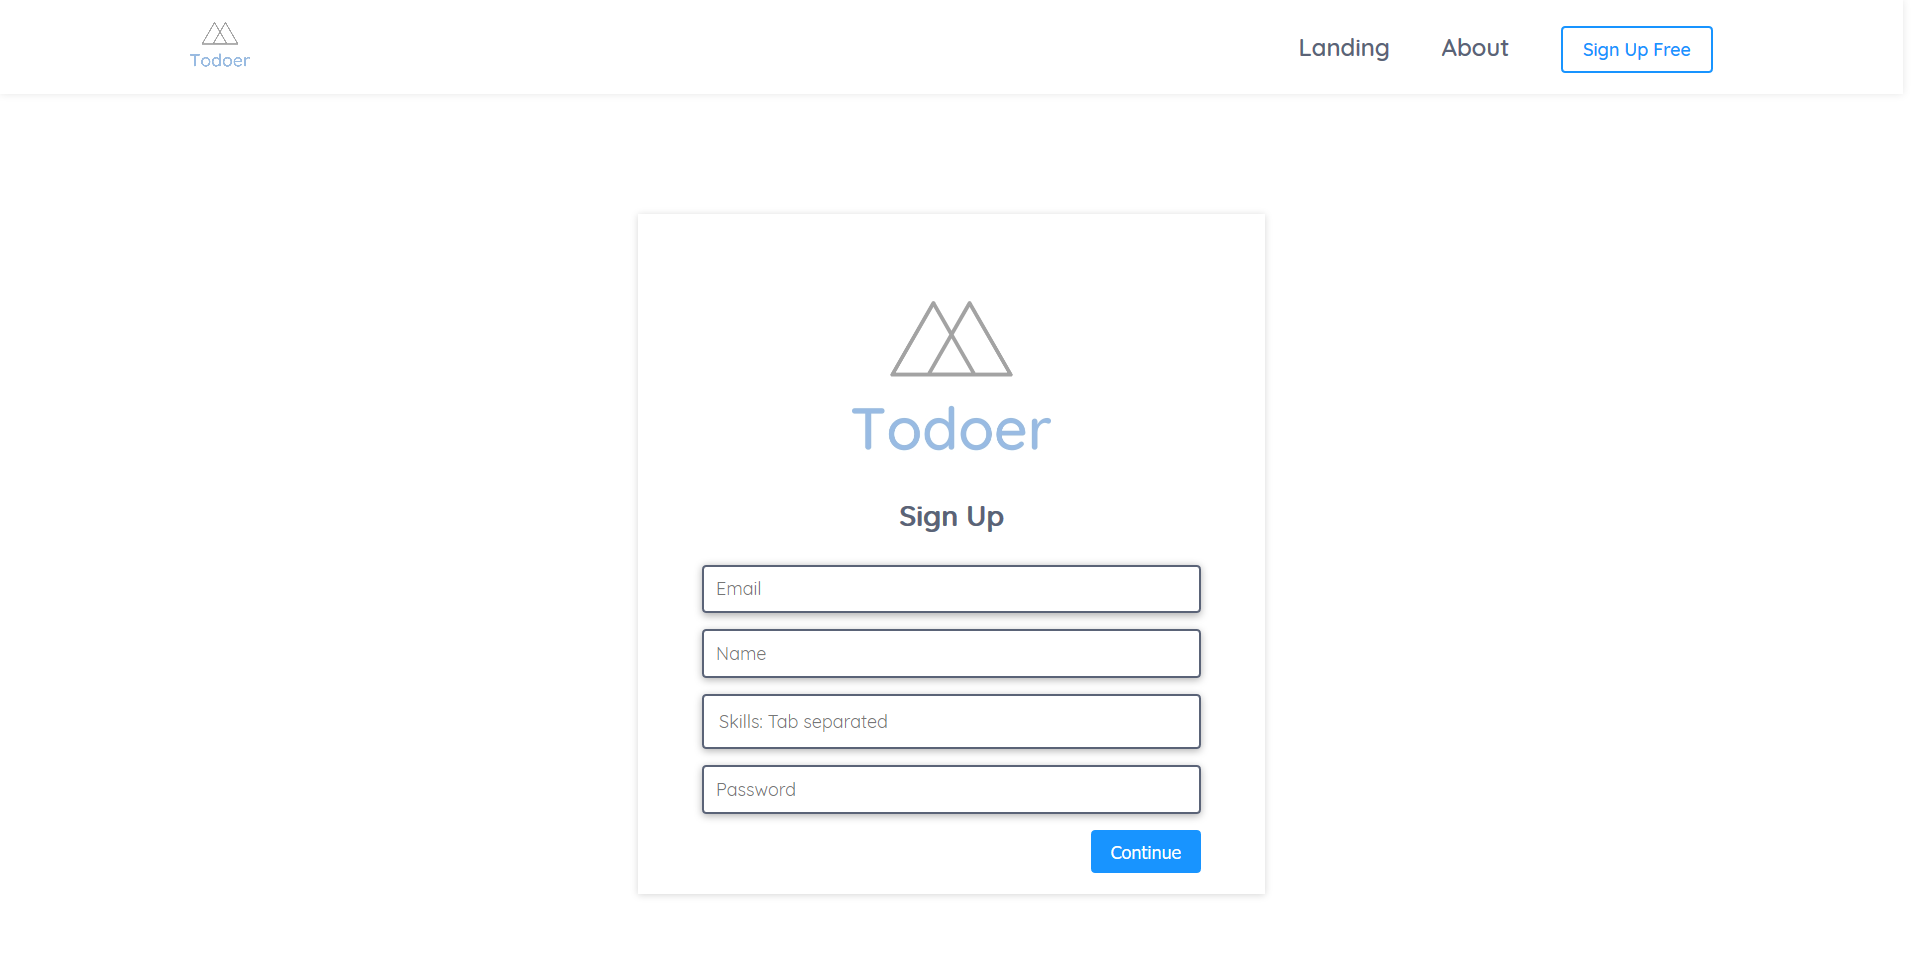 Todoer
Landing
About
Sign Up Free
Todoer
Sign Up
Email
Name
Skills: Tab separated
Password
Continue